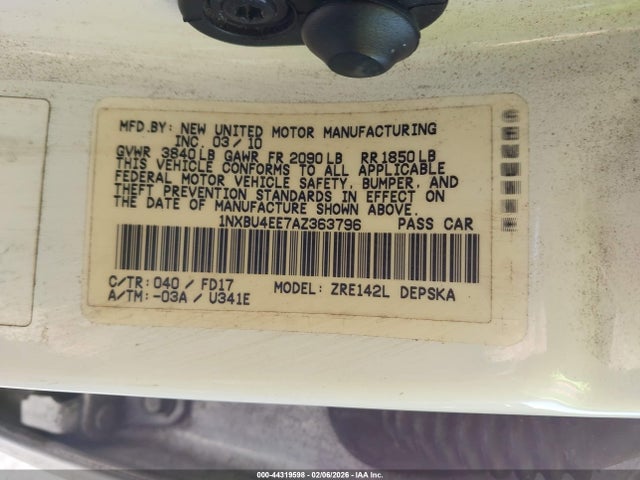 MFD.BY: NEW UNITED MOTOR MANUFACTURING
INC. 03/10
GVWR 3840LB GAWR FR 2090LB RR1850LB
THIS VEHICLE CONFORMS TO ALL APPLICABLE
FEDERAL MOTOR VEHICLE SAFETY, BUMPER, AND
THEFT PREVENTION STANDARDS IN EFFECT ON
THE DATE OF MANUFACTURE SHOWN ABOVE.
1NXBU4EE7AZ363796 PASS CAR
C/TR: 040 / FD17 MODEL: ZRE142L DEPSKA
A/TM: -03A / U341E
000-44319598 - 02/06/2026 - Copyright IAA, Inc.